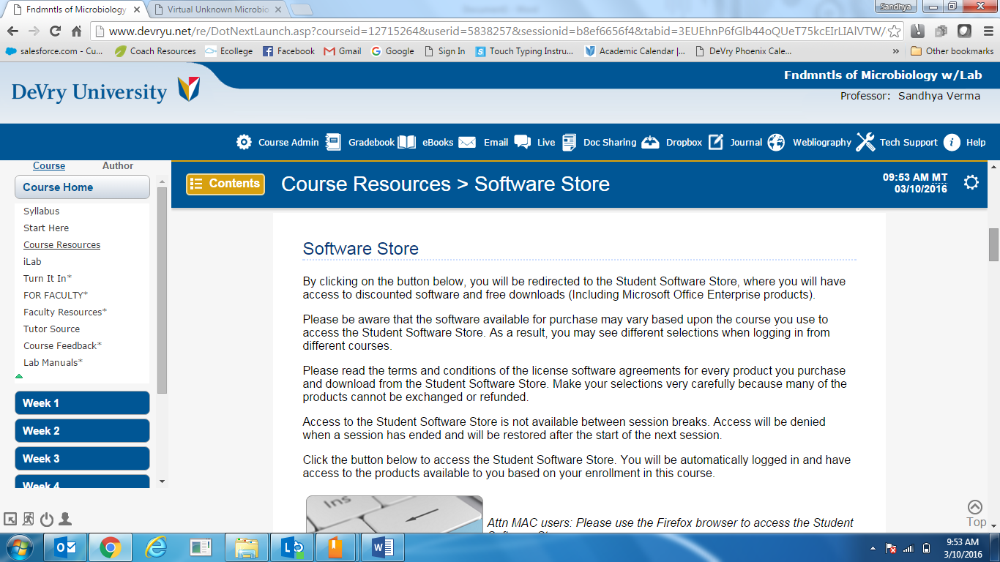 Fndmntls of Microbiology
Virtual Unknown Microbio
Sandhya
www.devryu.net/re/DotNextLaunch.asp?courseid=12715264&userid=5838257&sessionid=b8ef6656f4&tabid=3EUEhnP6fGlb44oQUeT75kcEIrLIAlVTW/
salesforce.com - Cu...
Coach Resources
Ecollege
Facebook
Gmail
Google
Sign In
Touch Typing Instru...
Academic Calendar |...
DeVry Phoenix Cale...
»
Other bookmarks
DeVry University
Fndmntls of Microbiology w/Lab
Professor: Sandhya Verma
Course Admin
Gradebook
eBooks
Email
Live
Doc Sharing
Dropbox
Journal
Webliography
Tech Support
Help
Course
Author
Course Home
Syllabus
Start Here
Course Resources
iLab
Turn It In*
FOR FACULTY*
Faculty Resources*
Tutor Source
Course Feedback*
Lab Manuals*
Week 1
Week 2
Week 3
Week 4
Contents
Course Resources > Software Store
09:53 AM MT
03/10/2016
Software Store
By clicking on the button below, you will be redirected to the Student Software Store, where you will have
access to discounted software and free downloads (Including Microsoft Office Enterprise products).
Please be aware that the software available for purchase may vary based upon the course you use to
access the Student Software Store. As a result, you may see different selections when logging in from
different courses.
Please read the terms and conditions of the license software agreements for every product you purchase
and download from the Student Software Store. Make your selections very carefully because many of the
products cannot be exchanged or refunded.
Access to the Student Software Store is not available between session breaks. Access will be denied
when a session has ended and will be restored after the start of the next session.
Click the button below to access the Student Software Store. You will be automatically logged in and have
access to the products available to you based on your enrollment in this course.
Ins
Attn MAC users: Please use the Firefox browser to access the Student
Top
9:53 AM
3/10/2016